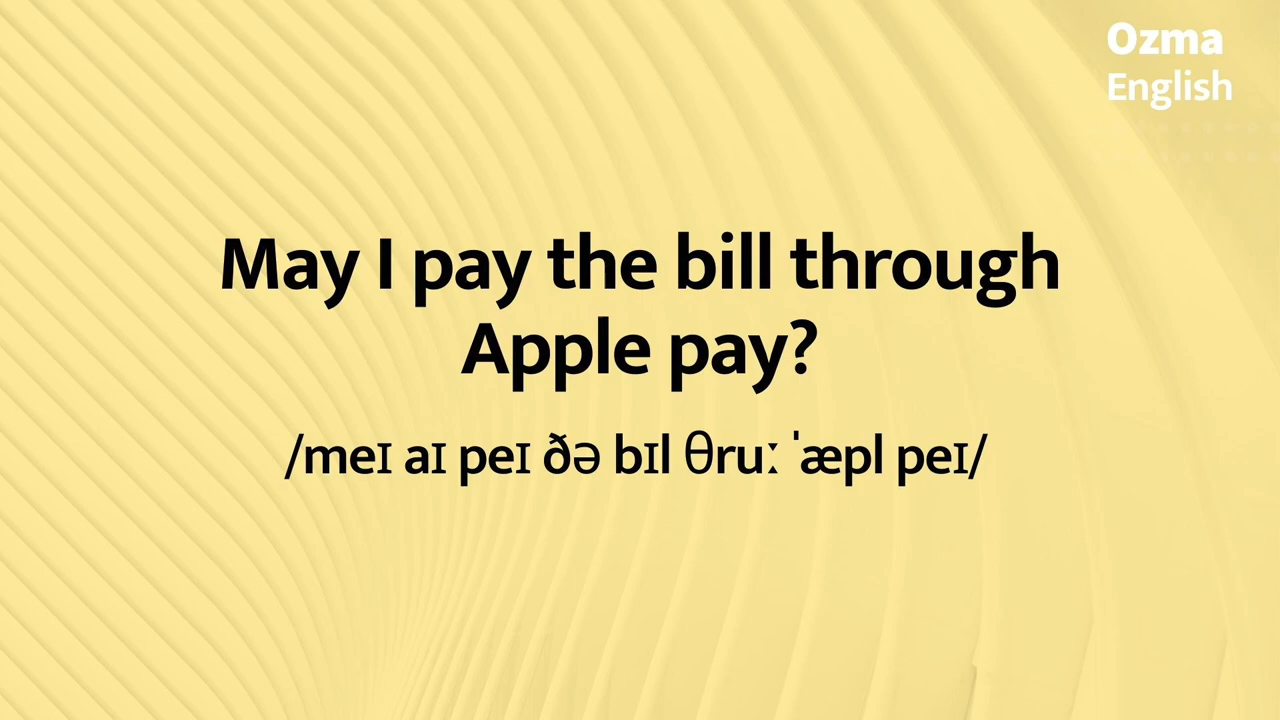 Ozma
English
May I pay the bill through
Apple pay?
/meɪ aɪ peɪ ðə bɪl θruː ˈæpl peɪ/